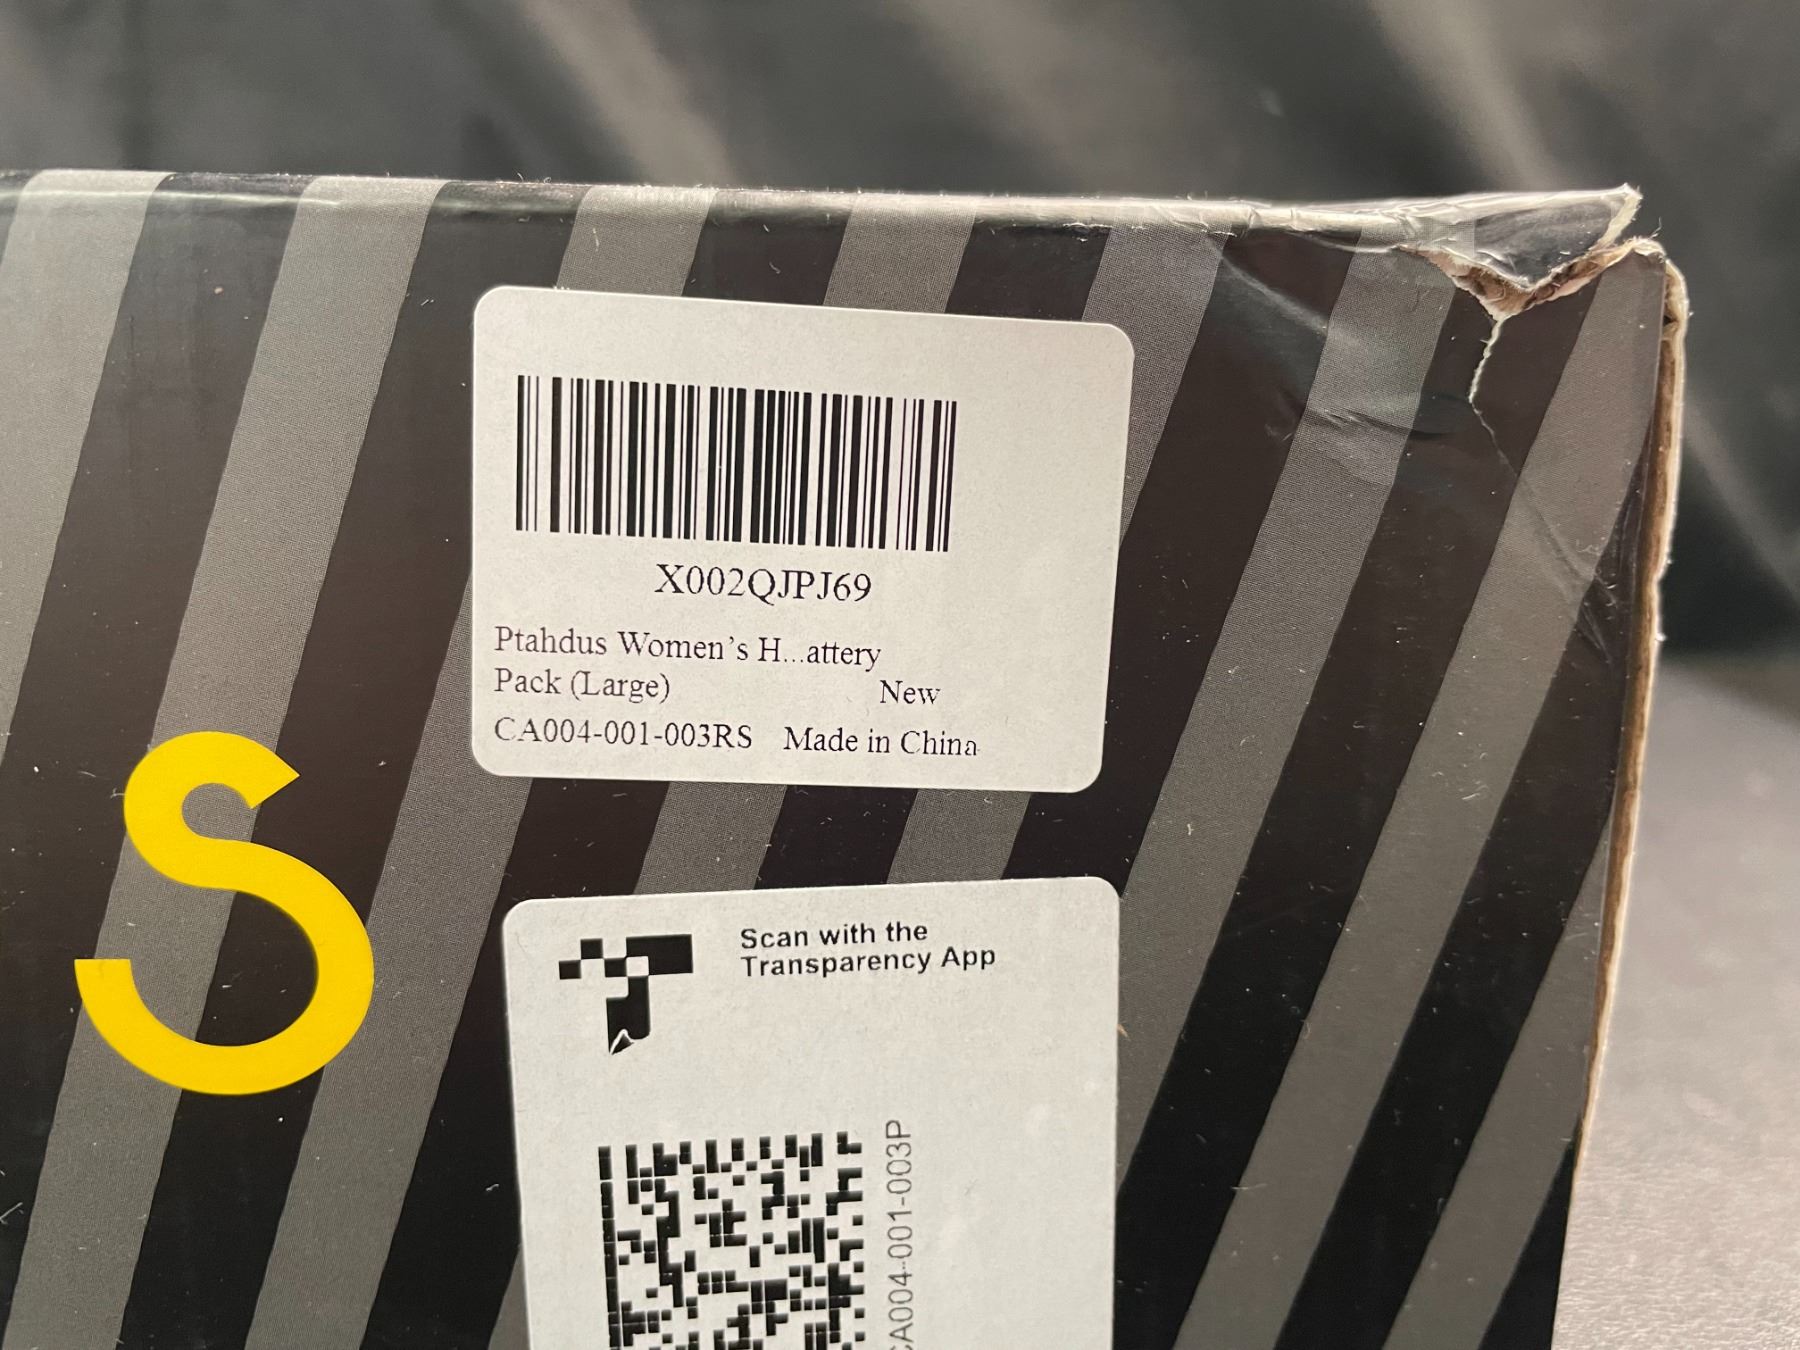 X002QJPJ69
Ptahdus Women’s H...attery
Pack (Large) New
CA004-001-003RS Made in China
S
Scan with the
Transparency App
CA004-001-003P